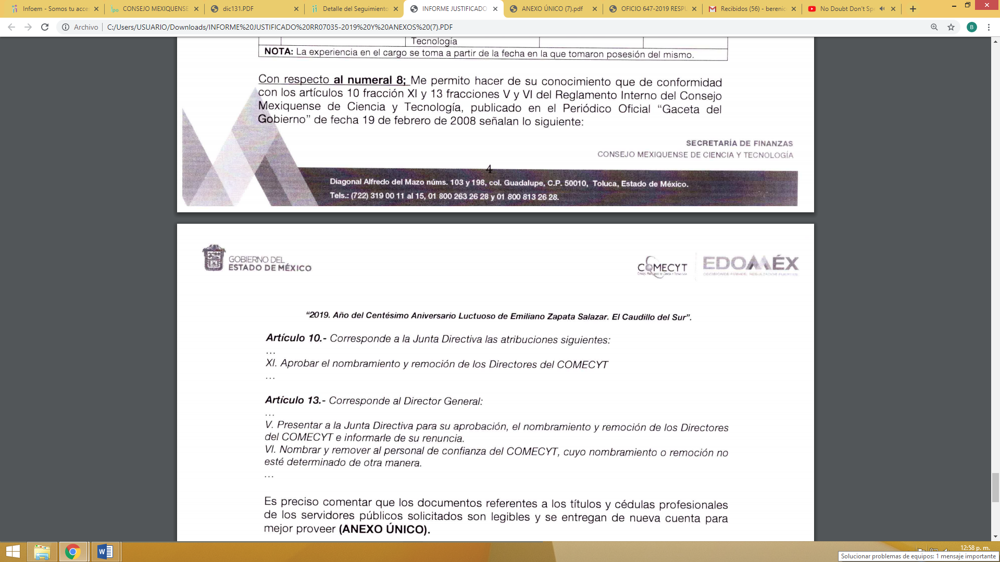 Infoem - Somos tu acce
CONSEJO MEXIQUENSE
dic131.PDF
Detalle del Seguimiento
INFORME JUSTIFICADO
ANEXO ÚNICO (7).pdf
OFICIO 647-2019 RESPU
Recibidos (56) - berenic
No Doubt Don't Sp
Archivo
C:/Users/USUARIO/Downloads/INFORME%20JUSTIFICADO%20RR07035-2019%20Y%20ANEXOS%20(7).PDF
B
Tecnología
NOTA: La experiencia en el cargo se toma a partir de la fecha en la que tomaron posesión del mismo.
Con respecto al numeral 8; Me permito hacer de su conocimiento que de conformidad
con los artículos 10 fracción XI y 13 fracciones V y VI del Reglamento Interno del Consejo
Mexiquense de Ciencia y Tecnología, publicado en el Periódico Oficial “Gaceta del
Gobierno” de fecha 19 de febrero de 2008 señalan lo siguiente:
SECRETARÍA DE FINANZAS
CONSEJO MEXIQUENSE DE CIENCIA Y TECNOLOGÍA
4
Diagonal Alfredo del Mazo núms. 103 y 198, col. Guadalupe, C.P. 50010, Toluca, Estado de México.
Tels.: (722) 319 00 11 al 15, 01 800 263 26 28 y 01 800 813 26 28.
GOBIERNO DEL
ESTADO DE MÉXICO
COMECYT
EDOMÉX
DECISIONES FIRMES, RESULTADOS FUERTES.
“2019. Año del Centésimo Aniversario Luctuoso de Emiliano Zapata Salazar. El Caudillo del Sur”.
Artículo 10.- Corresponde a la Junta Directiva las atribuciones siguientes:
...
XI. Aprobar el nombramiento y remoción de los Directores del COMECYT
...
Artículo 13.- Corresponde al Director General:
...
V. Presentar a la Junta Directiva para su aprobación, el nombramiento y remoción de los Directores
del COMECYT e informarle de su renuncia.
VI. Nombrar y remover al personal de confianza del COMECYT, cuyo nombramiento o remoción no
esté determinado de otra manera.
...
Es preciso comentar que los documentos referentes a los títulos y cédulas profesionales
de los servidores públicos solicitados son legibles y se entregan de nueva cuenta para
mejor proveer (ANEXO ÚNICO).
12:58 p. m.
Solucionar problemas de equipos: 1 mensaje importante